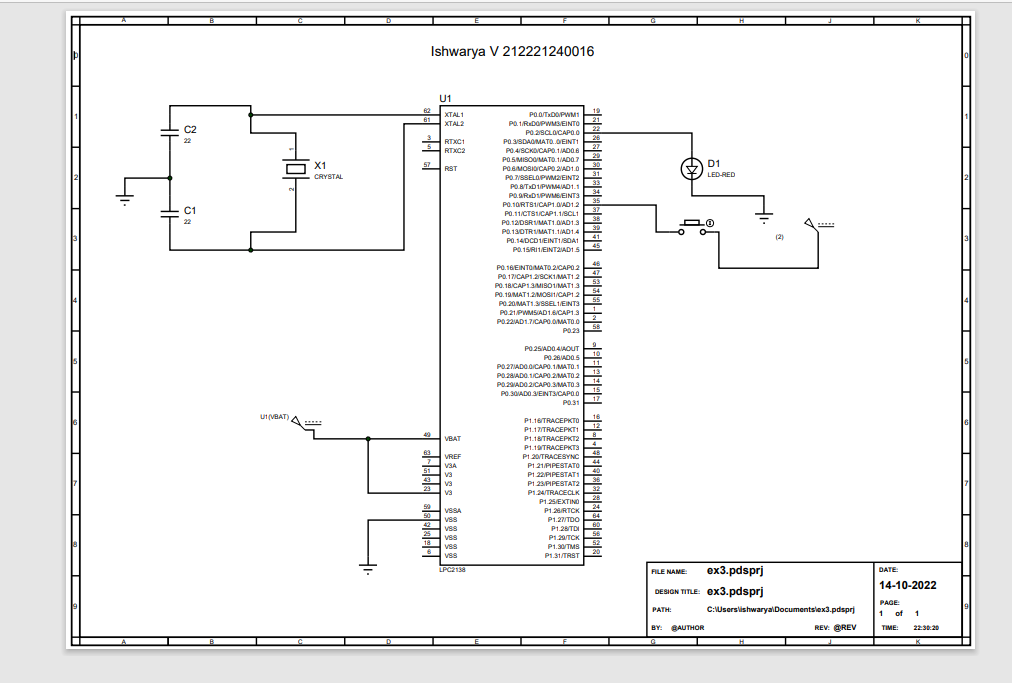 A B C D E F G H J K
Ishwarya V 212221240016
0 0
1 1
2 2
3 3
4 4
5 5
6 6
7 7
8 8
9 9
C2
22
C1
22
X1
CRYSTAL
1
2
U1
62 XTAL1
61 XTAL2
3 RTXC1
5 RTXC2
57 RST
U1(VBAT)
49 VBAT
63 VREF
7 V3A
51 V3
43 V3
23 V3
59 VSSA
50 VSS
42 VSS
25 VSS
18 VSS
6 VSS
LPC2138
P0.0/TxD0/PWM1 19
P0.1/RxD0/PWM3/EINT0 21
P0.2/SCL0/CAP0.0 22
P0.3/SDA0/MAT0..0/EINT1 26
P0.4/SCK0/CAP0.1/AD0.6 27
P0.5/MISO0/MAT0.1/AD0.7 29
P0.6/MOSI0/CAP0.2/AD1.0 30
P0.7/SSEL0/PWM2/EINT2 31
P0.8/TxD1/PWM4/AD1.1 33
P0.9/RxD1/PWM6/EINT3 34
P0.10/RTS1/CAP1.0/AD1.2 35
P0.11/CTS1/CAP1.1/SCL1 37
P0.12/DSR1/MAT1.0/AD1.3 38
P0.13/DTR1/MAT1.1/AD1.4 39
P0.14/DCD1/EINT1/SDA1 41
P0.15/RI1/EINT2/AD1.5 45
P0.16/EINT0/MAT0.2/CAP0.2 46
P0.17/CAP1.2/SCK1/MAT1.2 47
P0.18/CAP1.3/MISO1/MAT1.3 53
P0.19/MAT1.2/MOSI1/CAP1.2 54
P0.20/MAT1.3/SSEL1/EINT3 55
P0.21/PWM5/AD1.6/CAP1.3 1
P0.22/AD1.7/CAP0.0/MAT0.0 2
P0.23 58
P0.25/AD0.4/AOUT 9
P0.26/AD0.5 10
P0.27/AD0.0/CAP0.1/MAT0.1 11
P0.28/AD0.1/CAP0.2/MAT0.2 13
P0.29/AD0.2/CAP0.3/MAT0.3 14
P0.30/AD0.3/EINT3/CAP0.0 15
P0.31 17
P1.16/TRACEPKT0 16
P1.17/TRACEPKT1 12
P1.18/TRACEPKT2 8
P1.19/TRACEPKT3 4
P1.20/TRACESYNC 48
P1.21/PIPESTAT0 44
P1.22/PIPESTAT1 40
P1.23/PIPESTAT2 36
P1.24/TRACECLK 32
P1.25/EXTIN0 28
P1.26/RTCK 24
P1.27/TDO 64
P1.28/TDI 60
P1.29/TCK 56
P1.30/TMS 52
P1.31/TRST 20
D1
LED-RED
(2)
FILE NAME: ex3.pdsprj
DESIGN TITLE: ex3.pdsprj
PATH: C:\Users\ishwarya\Documents\ex3.pdsprj
BY: @AUTHOR REV: @REV
DATE:
14-10-2022
PAGE:
1 of 1
TIME: 22:30:20
A B C D E F G H J K